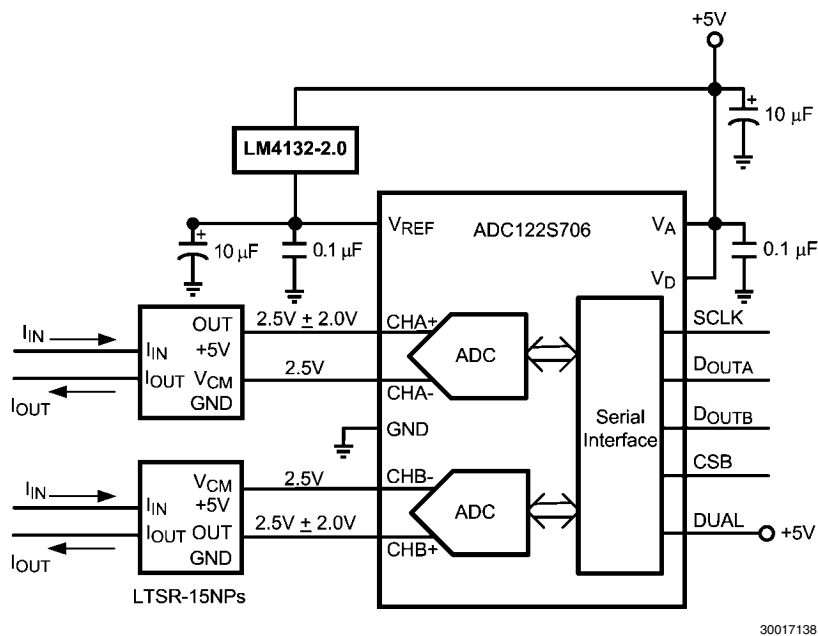 +5V
+
10 µF
LM4132-2.0
+
10 µF
0.1 µF
VREF
ADC122S706
VA
0.1 µF
VD
IIN
OUT
2.5V ± 2.0V
CHA+
SCLK
IIN
+5V
ADC
IOUT
VCM
2.5V
DOUTA
GND
CHA-
IOUT
GND
Serial
Interface
DOUTB
IIN
VCM
2.5V
CHB-
CSB
IIN
+5V
ADC
IOUT
OUT
2.5V ± 2.0V
DUAL
+5V
GND
CHB+
IOUT
LTSR-15NPs
30017138